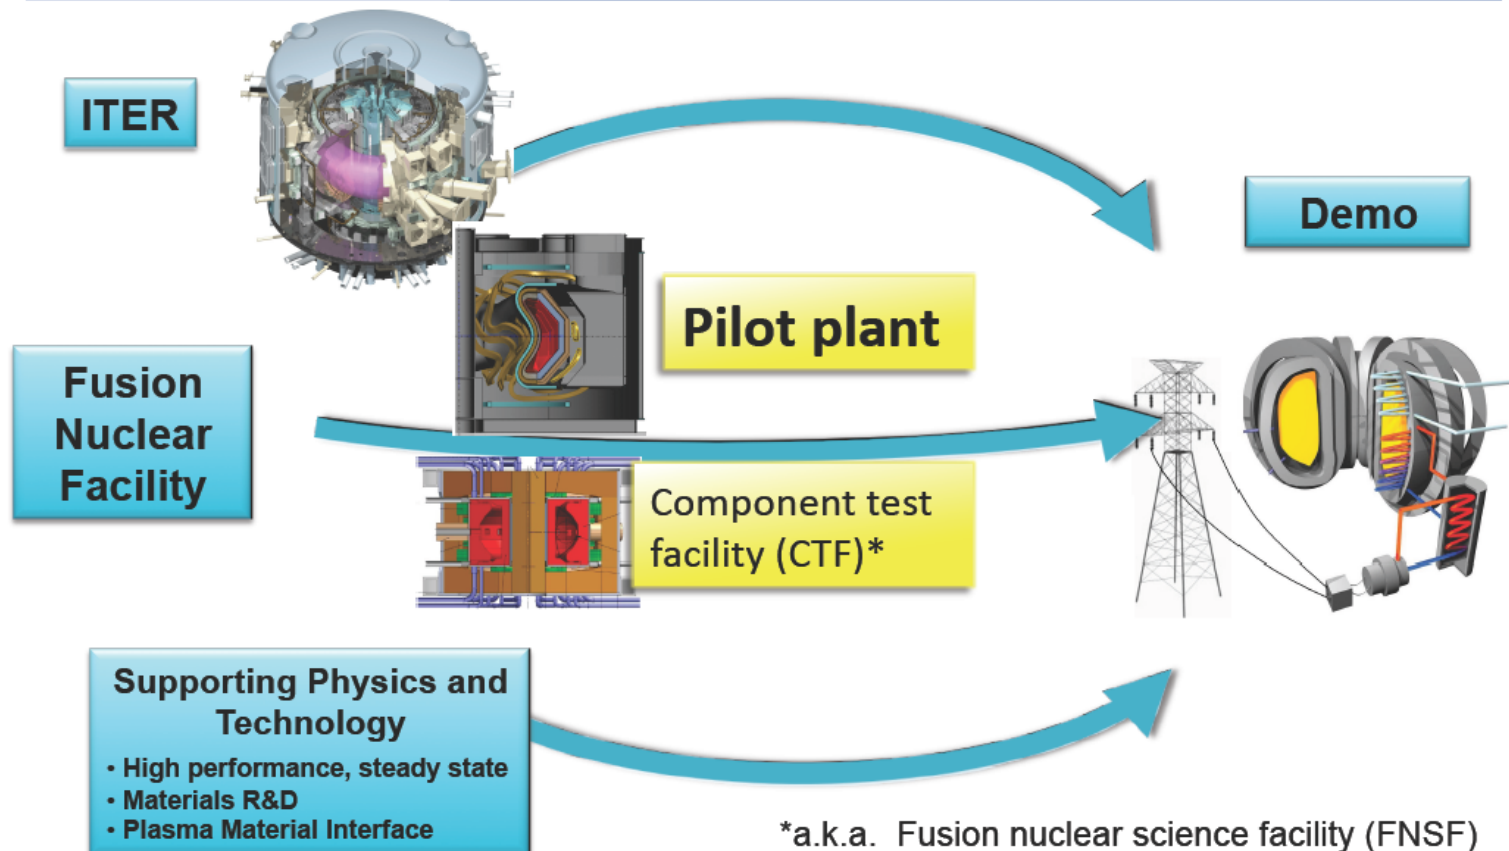 ITER
Demo
Pilot plant
Fusion
Nuclear
Facility
Component test
facility (CTF)*
Supporting Physics and
Technology
• High performance, steady state
• Materials R&D
• Plasma Material Interface
*a.k.a. Fusion nuclear science facility (FNSF)